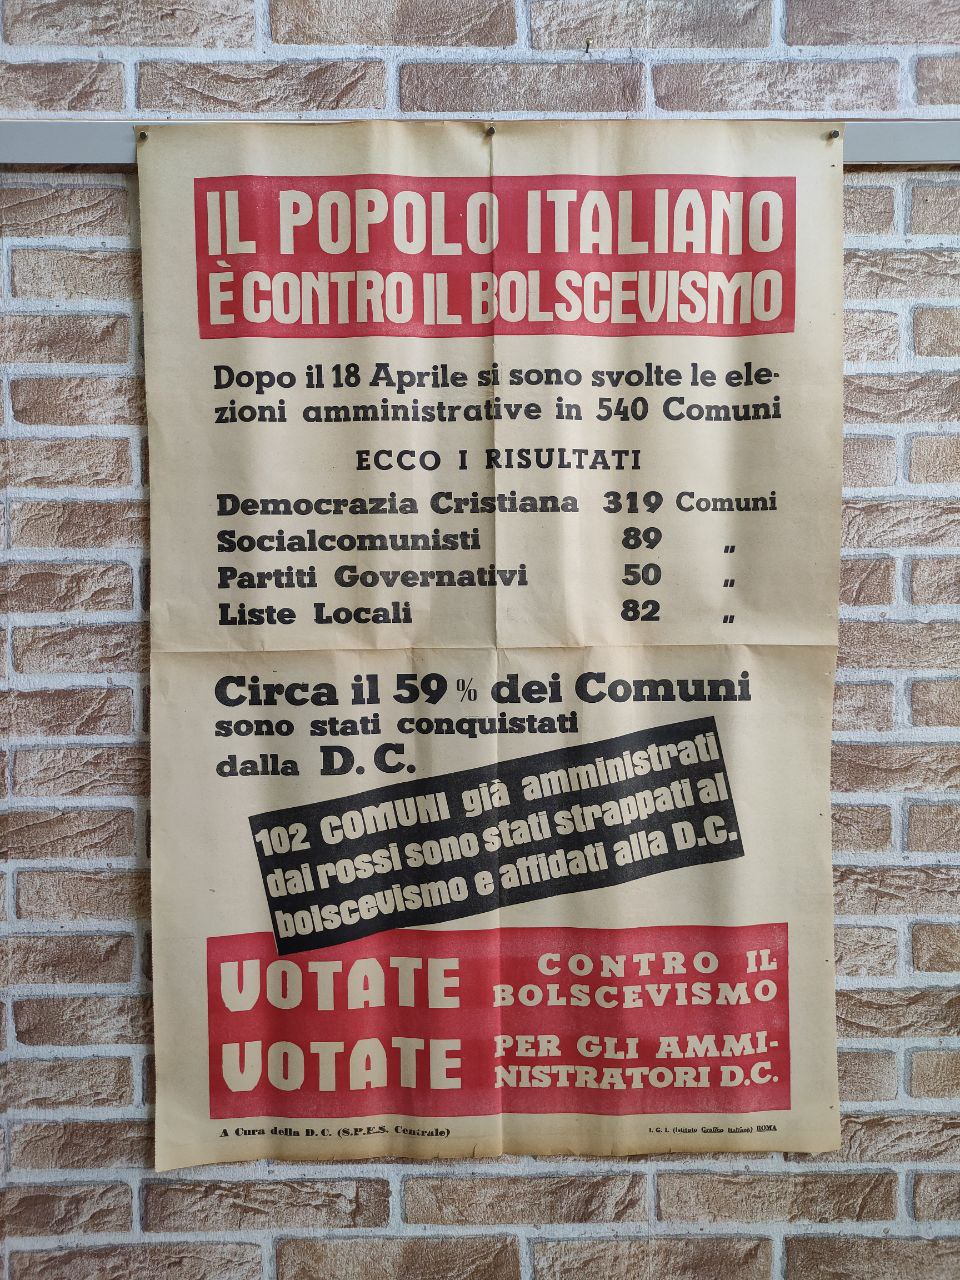 IL POPOLO ITALIANO
È CONTRO IL BOLSCEVISMO
Dopo il 18 Aprile si sono svolte le ele-
zioni amministrative in 540 Comuni
ECCO I RISULTATI
Democrazia Cristiana 319 Comuni
Socialcomunisti 89 „
Partiti Governativi 50 „
Liste Locali 82 „
Circa il 59 % dei Comuni
sono stati conquistati
dalla D. C.
102 COMUNI già amministrati
dai rossi sono stati strappati al
bolscevismo e affidati alla D.C.
VOTATE CONTRO IL
BOLSCEVISMO
VOTATE PER GLI AMMI-
NISTRATORI D.C.
A Cura della D. C. (S.P.E.S. Centrale)
I. G. I. (Istituto Grafico Italiano) ROMA